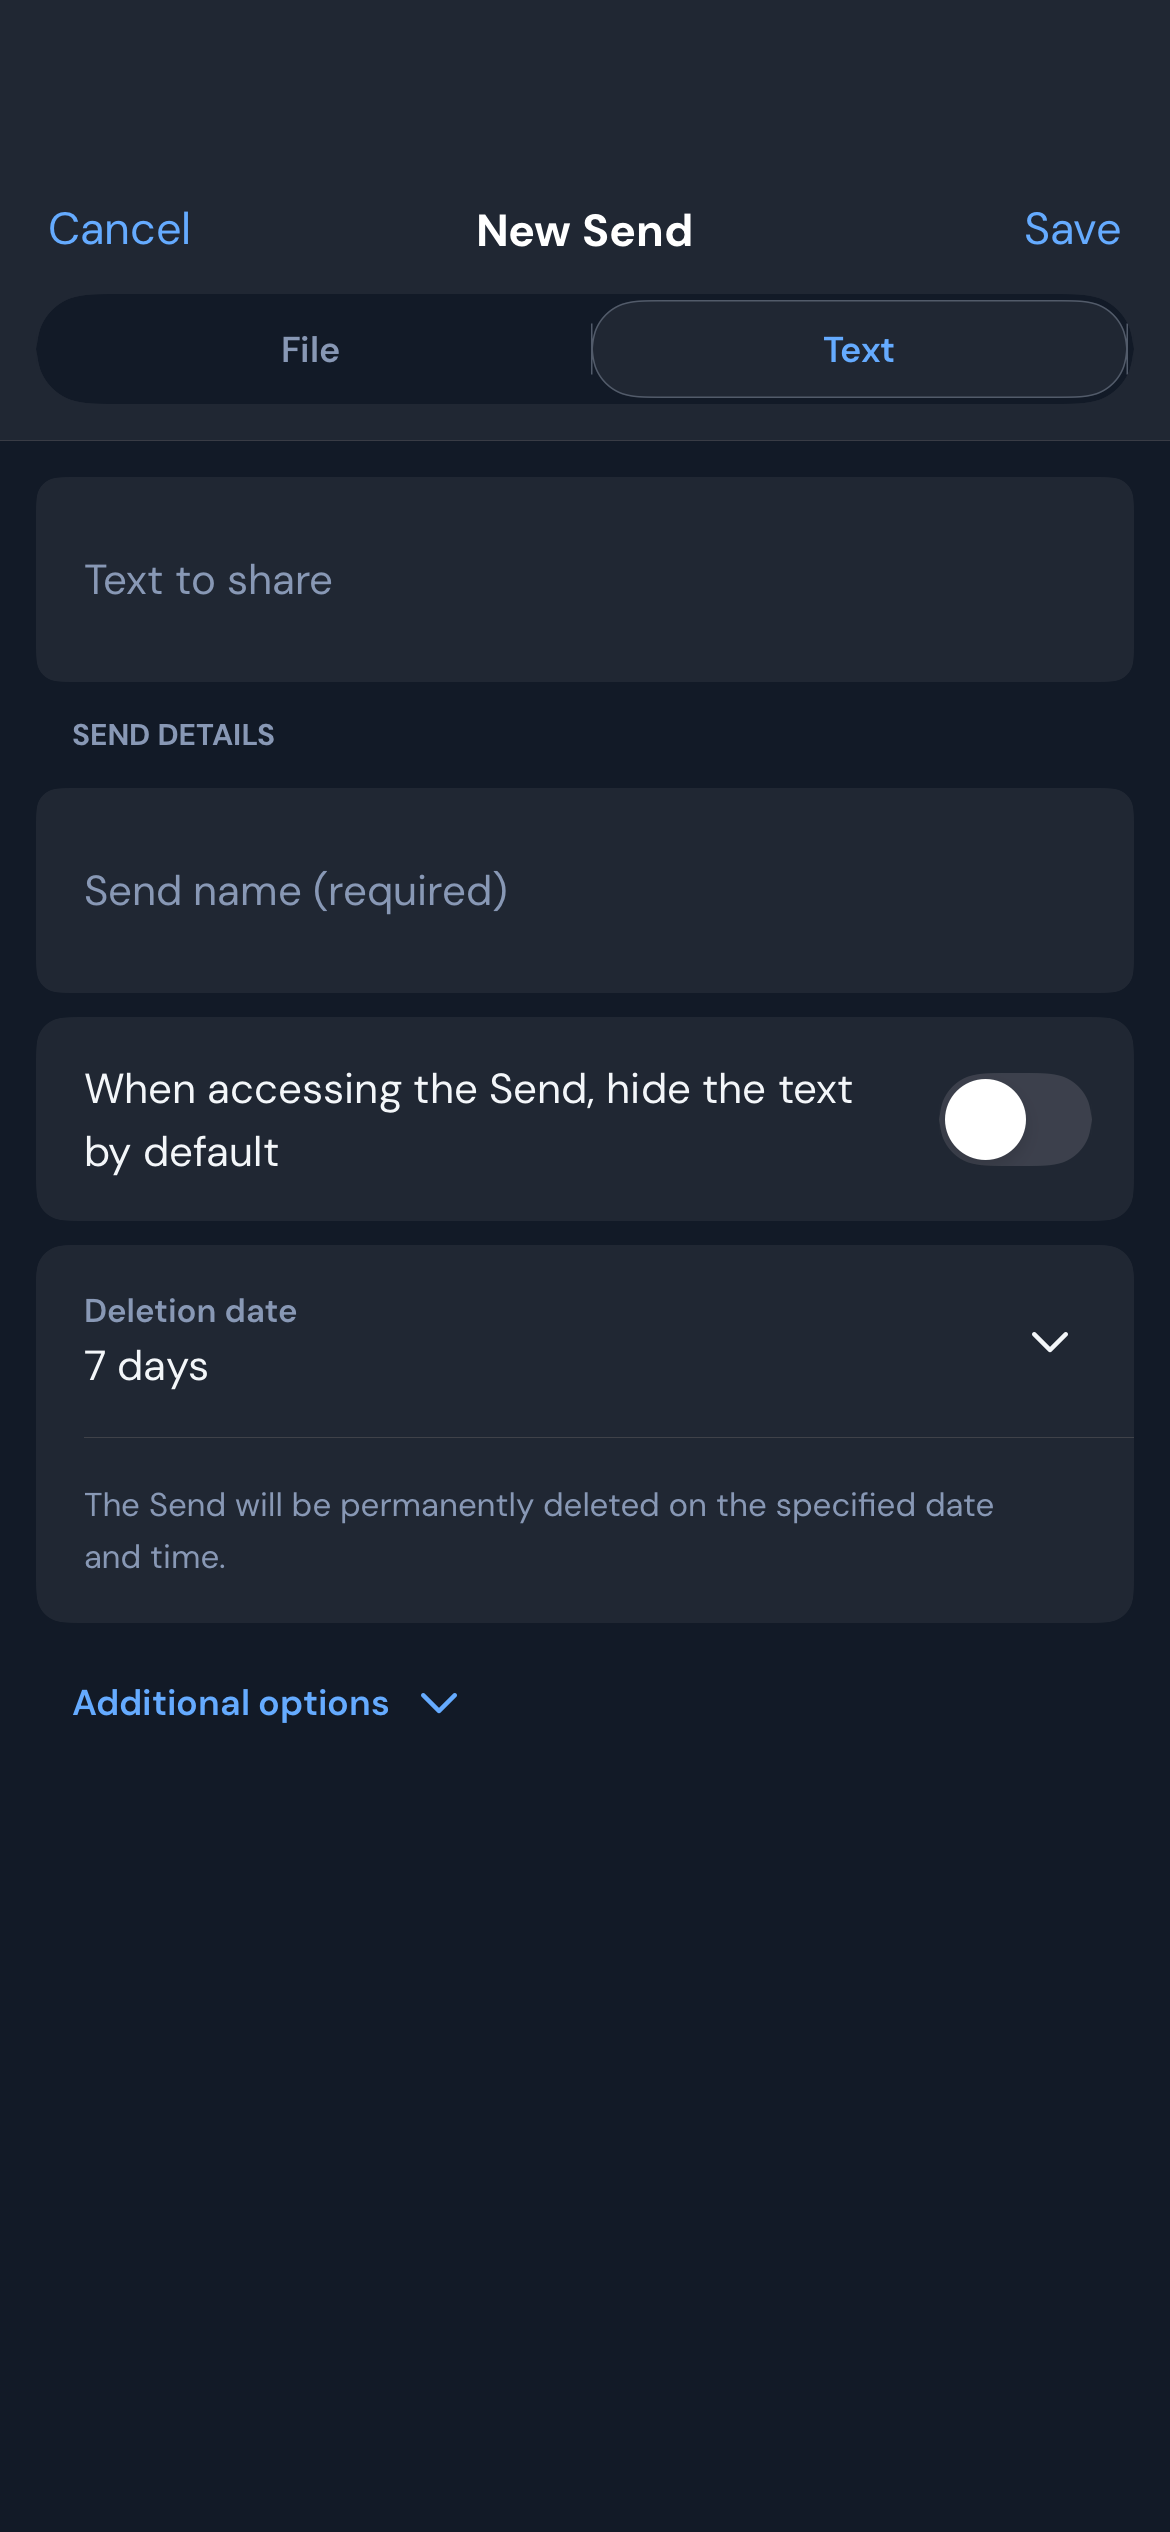 Cancel New Send Save
File Text
Text to share
SEND DETAILS
Send name (required)
When accessing the Send, hide the text
by default
Deletion date
7 days
The Send will be permanently deleted on the specified date
and time.
Additional options